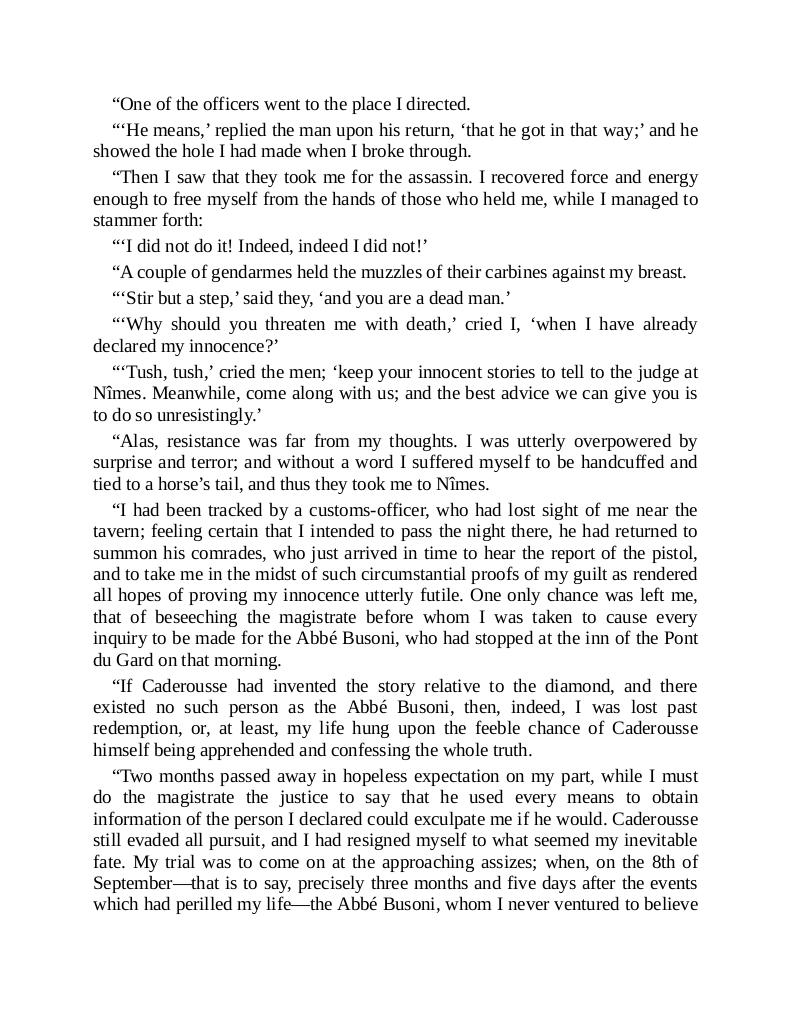 “One of the officers went to the place I directed.
“‘He means,’ replied the man upon his return, ‘that he got in that way;’ and he
showed the hole I had made when I broke through.
“Then I saw that they took me for the assassin. I recovered force and energy
enough to free myself from the hands of those who held me, while I managed to
stammer forth:
“‘I did not do it! Indeed, indeed I did not!’
“A couple of gendarmes held the muzzles of their carbines against my breast.
“‘Stir but a step,’ said they, ‘and you are a dead man.’
“‘Why should you threaten me with death,’ cried I, ‘when I have already
declared my innocence?’
“‘Tush, tush,’ cried the men; ‘keep your innocent stories to tell to the judge at
Nîmes. Meanwhile, come along with us; and the best advice we can give you is
to do so unresistingly.’
“Alas, resistance was far from my thoughts. I was utterly overpowered by
surprise and terror; and without a word I suffered myself to be handcuffed and
tied to a horse’s tail, and thus they took me to Nîmes.
“I had been tracked by a customs-officer, who had lost sight of me near the
tavern; feeling certain that I intended to pass the night there, he had returned to
summon his comrades, who just arrived in time to hear the report of the pistol,
and to take me in the midst of such circumstantial proofs of my guilt as rendered
all hopes of proving my innocence utterly futile. One only chance was left me,
that of beseeching the magistrate before whom I was taken to cause every
inquiry to be made for the Abbé Busoni, who had stopped at the inn of the Pont
du Gard on that morning.
“If Caderousse had invented the story relative to the diamond, and there
existed no such person as the Abbé Busoni, then, indeed, I was lost past
redemption, or, at least, my life hung upon the feeble chance of Caderousse
himself being apprehended and confessing the whole truth.
“Two months passed away in hopeless expectation on my part, while I must
do the magistrate the justice to say that he used every means to obtain
information of the person I declared could exculpate me if he would. Caderousse
still evaded all pursuit, and I had resigned myself to what seemed my inevitable
fate. My trial was to come on at the approaching assizes; when, on the 8th of
September—that is to say, precisely three months and five days after the events
which had perilled my life—the Abbé Busoni, whom I never ventured to believe